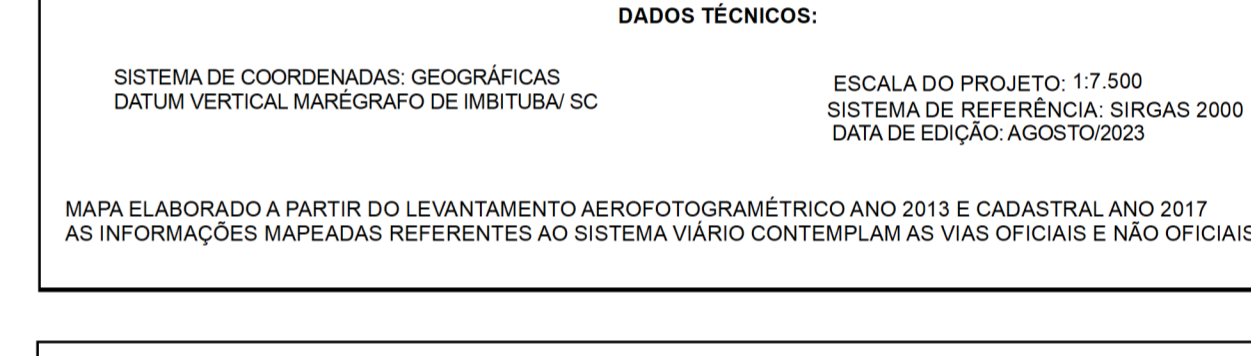 DADOS TÉCNICOS:
SISTEMA DE COORDENADAS: GEOGRÁFICAS
DATUM VERTICAL MARÉGRAFO DE IMBITUBA/ SC
ESCALA DO PROJETO: 1:7.500
SISTEMA DE REFERÊNCIA: SIRGAS 2000
DATA DE EDIÇÃO: AGOSTO/2023
MAPA ELABORADO A PARTIR DO LEVANTAMENTO AEROFOTOGRAMÉTRICO ANO 2013 E CADASTRAL ANO 2017
AS INFORMAÇÕES MAPEADAS REFERENTES AO SISTEMA VIÁRIO CONTEMPLAM AS VIAS OFICIAIS E NÃO OFICIAIS